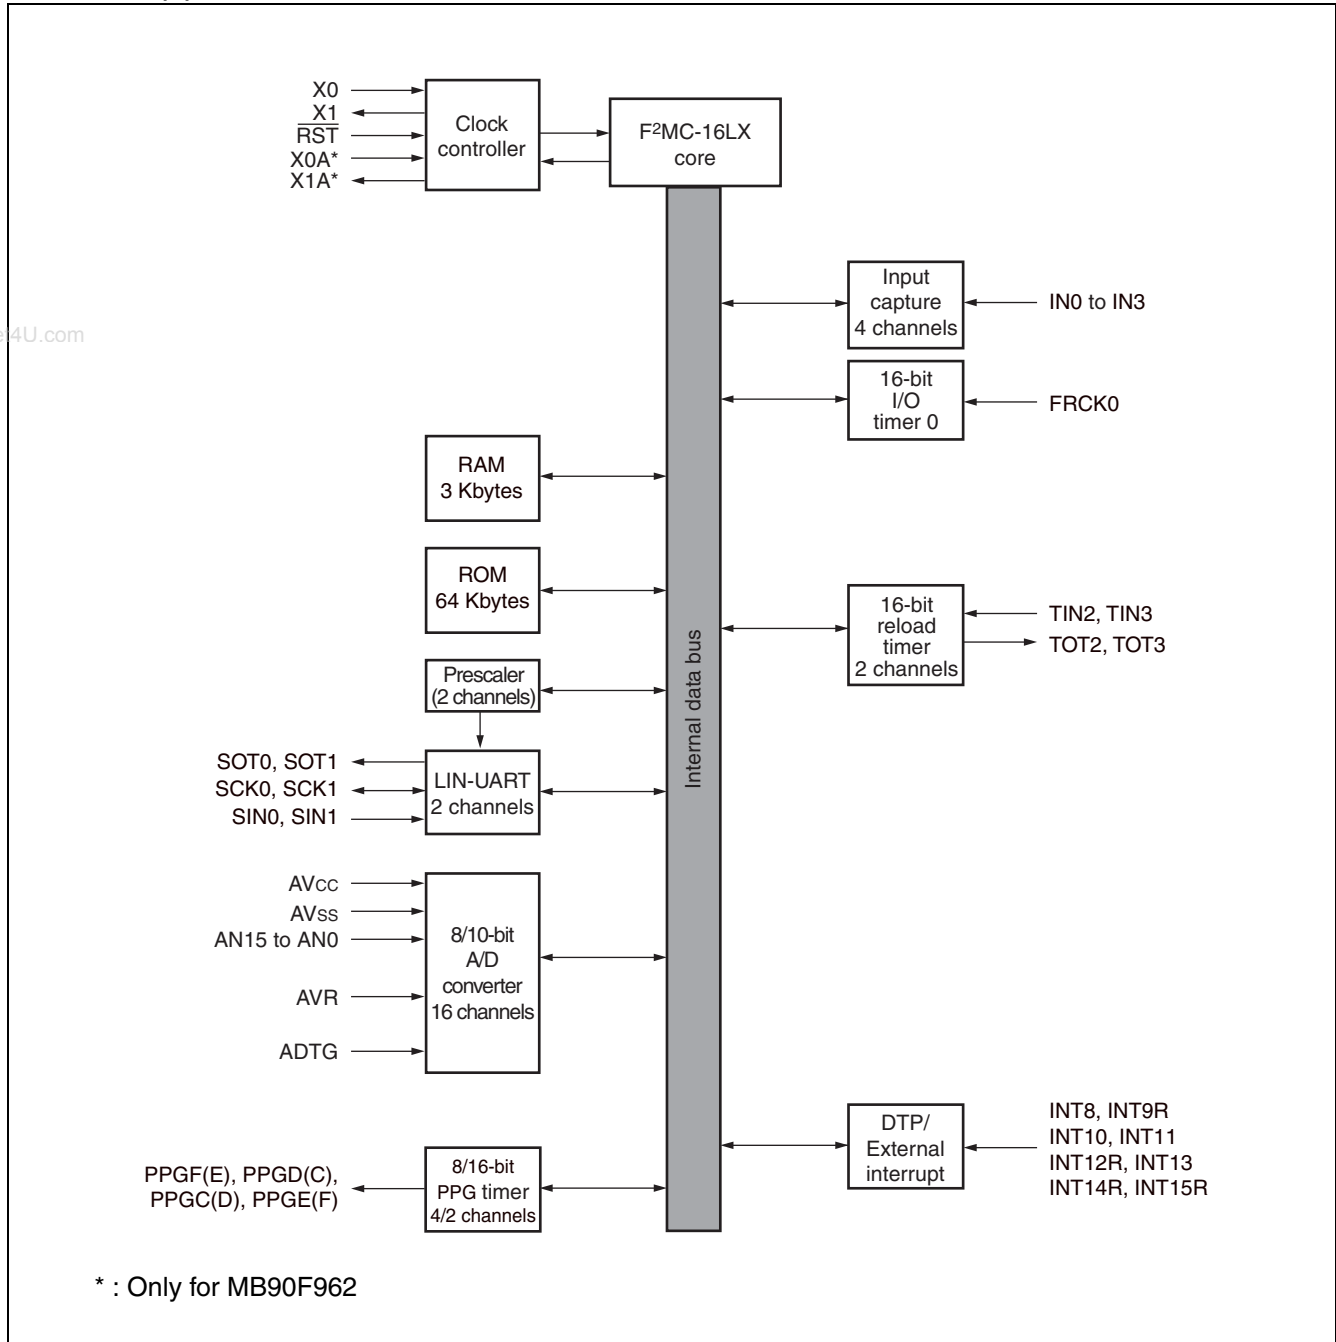 X0
X1
RST
X0A*
X1A*
Clock
controller
F²MC-16LX
core
Input
capture
4 channels
IN0 to IN3
et4U.com
16-bit
I/O
timer 0
FRCK0
RAM
3 Kbytes
ROM
64 Kbytes
16-bit
reload
timer
2 channels
TIN2, TIN3
TOT2, TOT3
Internal data bus
Prescaler
(2 channels)
SOT0, SOT1
SCK0, SCK1
SIN0, SIN1
LIN-UART
2 channels
AVcc
AVss
AN15 to AN0
AVR
ADTG
8/10-bit
A/D
converter
16 channels
DTP/
External
interrupt
INT8, INT9R
INT10, INT11
INT12R, INT13
INT14R, INT15R
PPGF(E), PPGD(C),
PPGC(D), PPGE(F)
8/16-bit
PPG timer
4/2 channels
* : Only for MB90F962